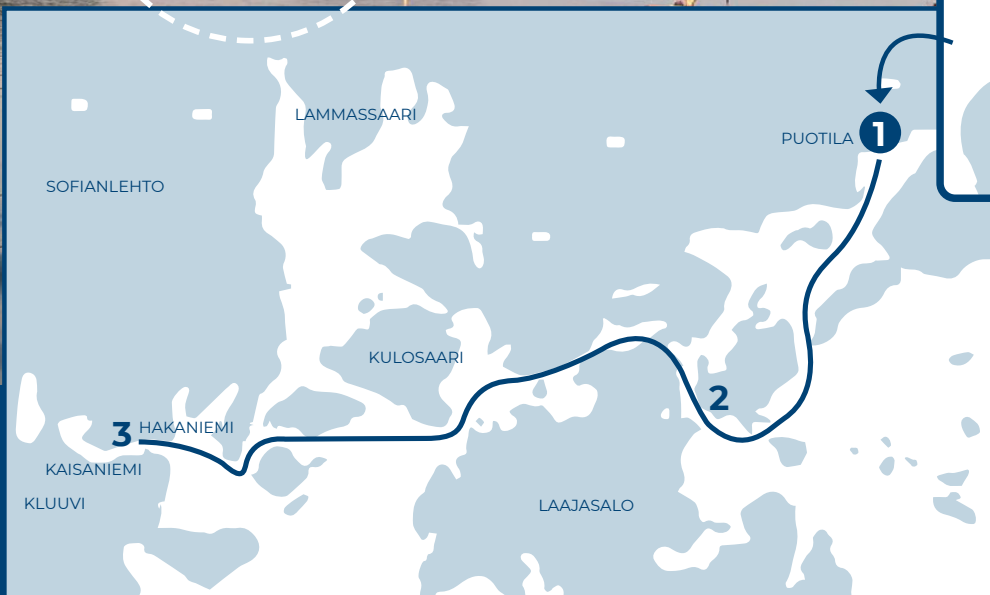 LAMMASSAARI
PUOTILA 1
SOFIANLEHTO
KULOSAARI
2
3 HAKANIEMI
KAISANIEMI
KLUUVI
LAAJASALO